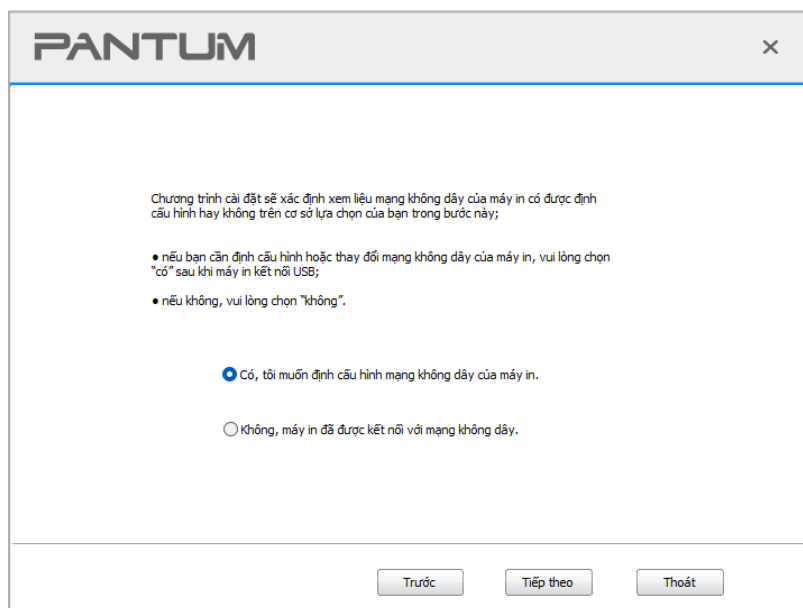 PANTUM
Chương trình cài đặt sẽ xác định xem liệu mạng không dây của máy in có được định
cấu hình hay không trên cơ sở lựa chọn của bạn trong bước này;
● nếu bạn cần định cấu hình hoặc thay đổi mạng không dây của máy in, vui lòng chọn
"có" sau khi máy in kết nối USB;
● nếu không, vui lòng chọn "không".
Có, tôi muốn định cấu hình mạng không dây của máy in.
Không, máy in đã được kết nối với mạng không dây.
Trước Tiếp theo Thoát